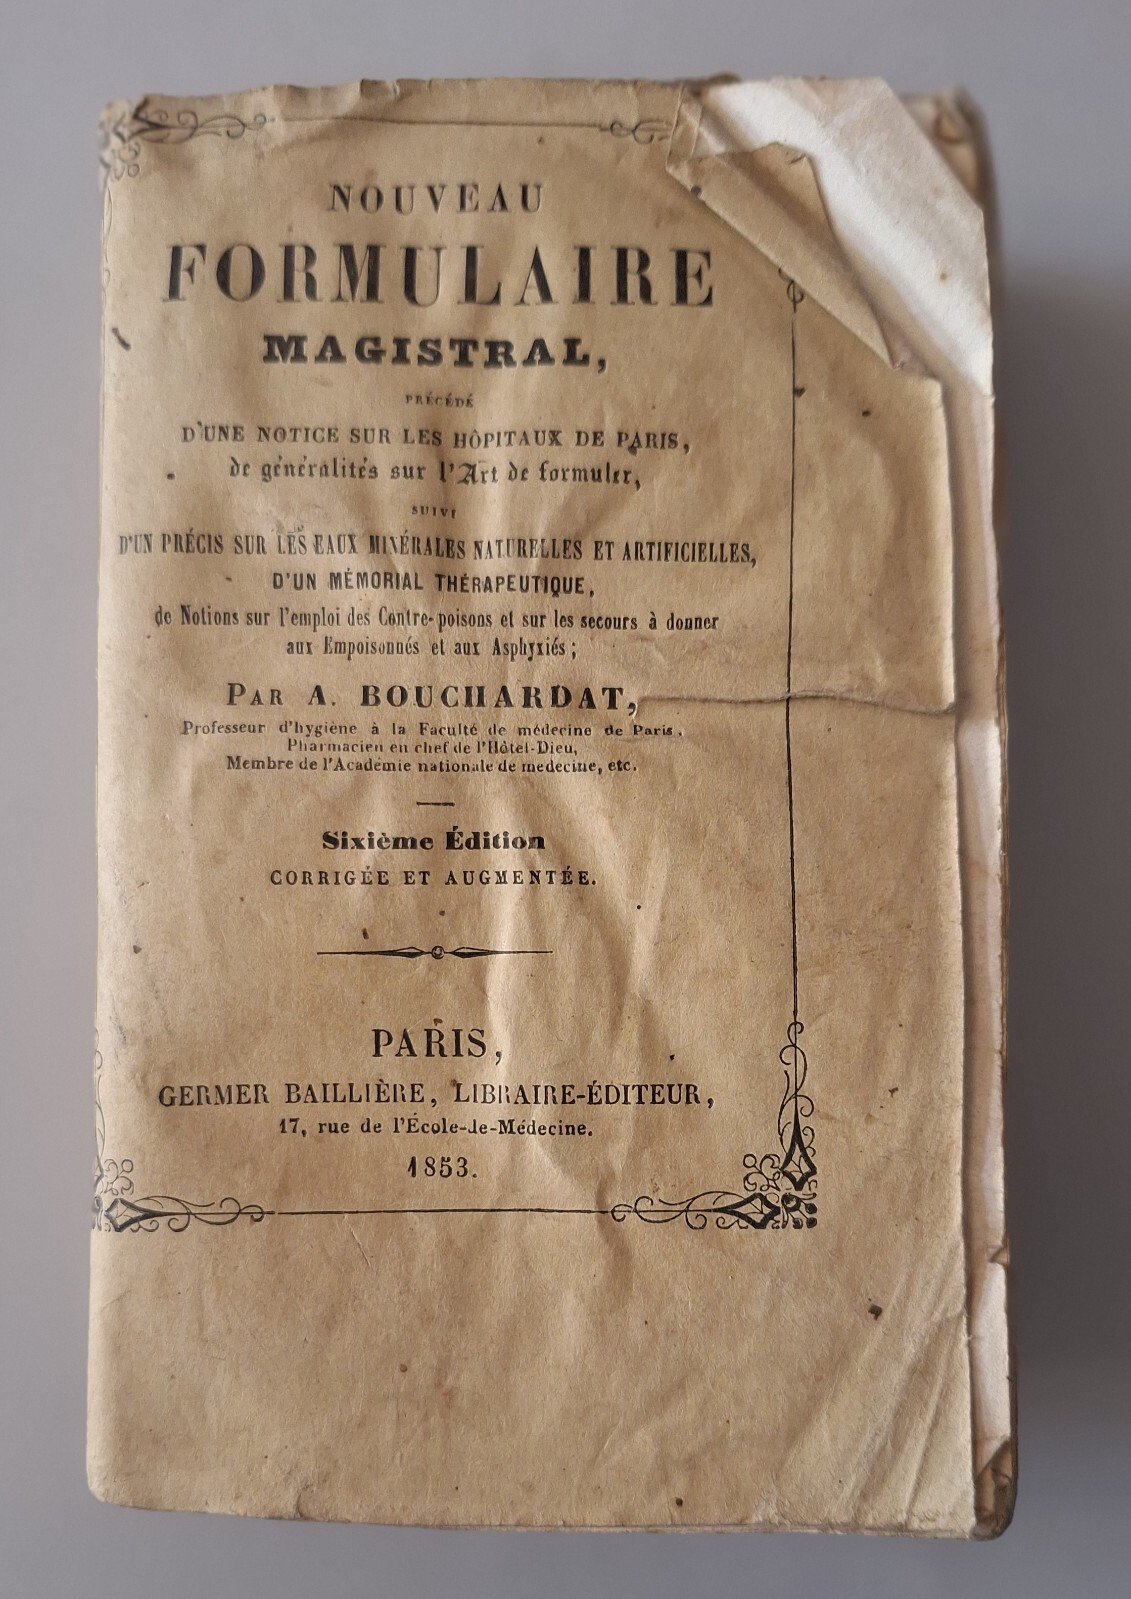 NOUVEAU
FORMULAIRE
MAGISTRAL,
PRÉCÉDÉ
D'UNE NOTICE SUR LES HÔPITAUX DE PARIS,
de généralités sur l'Art de formuler,
SUIVI
D'UN PRÉCIS SUR LES EAUX MINÉRALES NATURELLES ET ARTIFICIELLES,
D'UN MÉMORIAL THÉRAPEUTIQUE,
de Notions sur l'emploi des Contre-poisons et sur les secours à donner
aux Empoisonnés et aux Asphyxiés;
PAR A. BOUCHARDAT,
Professeur d'hygiène à la Faculté de médecine de Paris,
Pharmacien en chef de l'Hôtel-Dieu,
Membre de l'Académie nationale de medecine, etc.
Sixième Édition
CORRIGÉE ET AUGMENTÉE.
PARIS,
GERMER BAILLIÈRE, LIBRAIRE-ÉDITEUR,
17, rue de l'École-de-Médecine.
1853.